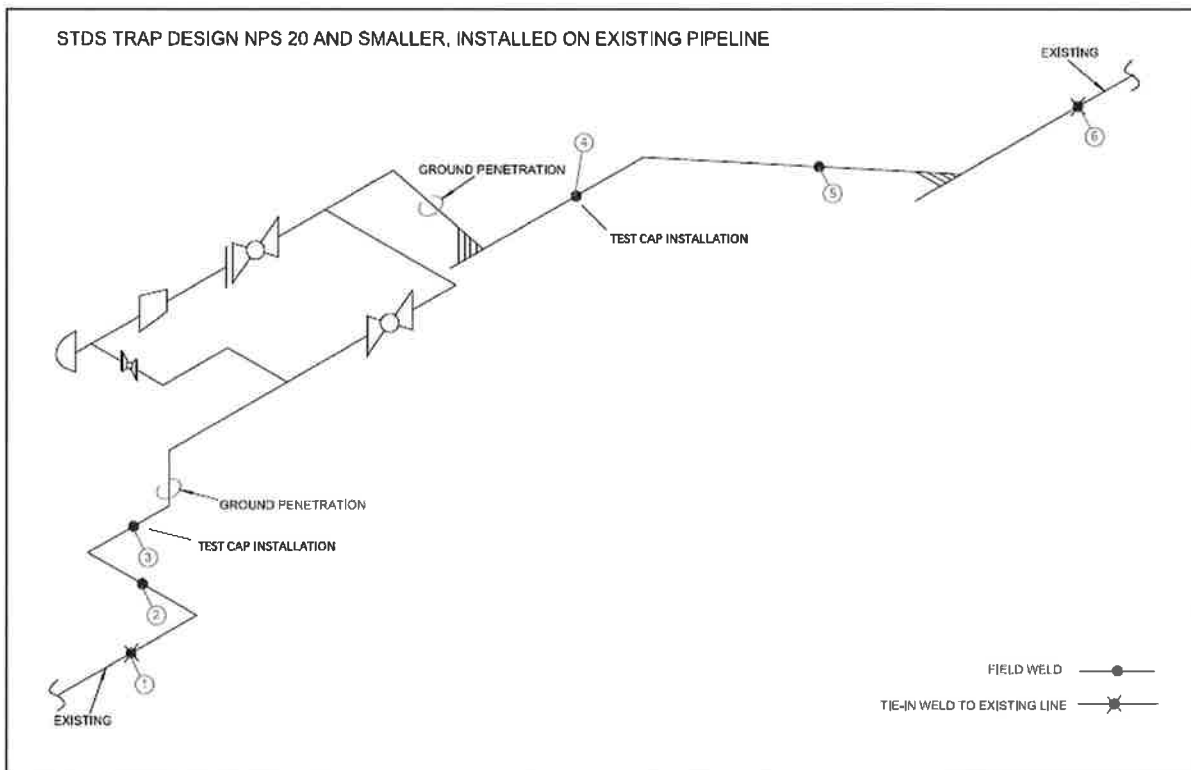 STDS TRAP DESIGN NPS 20 AND SMALLER, INSTALLED ON EXISTING PIPELINE
EXISTING
6
4
GROUND PENETRATION
5
TEST CAP INSTALLATION
GROUND PENETRATION
3
TEST CAP INSTALLATION
2
1
EXISTING
FIELD WELD
TIE-IN WELD TO EXISTING LINE